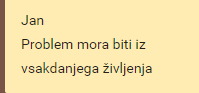 Jan
Problem mora biti iz
vsakdanjega življenja